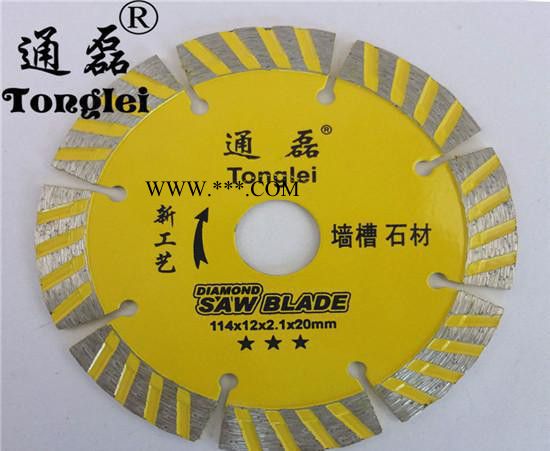 通磊®
Tonglei
通磊®
Tonglei
WWW.***.COM
新工艺
墙槽 石材
DIAMOND
SAW BLADE
114x12x2.1x20mm
★★★